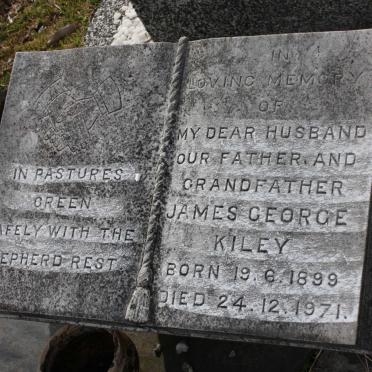 IN PASTURES
GREEN
AFELY WITH THE
EPHERD REST
IN
LOVING MEMORY
OF
MY DEAR HUSBAND
OUR FATHER, AND
GRANDFATHER
JAMES GEORGE
KILEY
BORN 19.6.1899
DIED 24.12.1971.